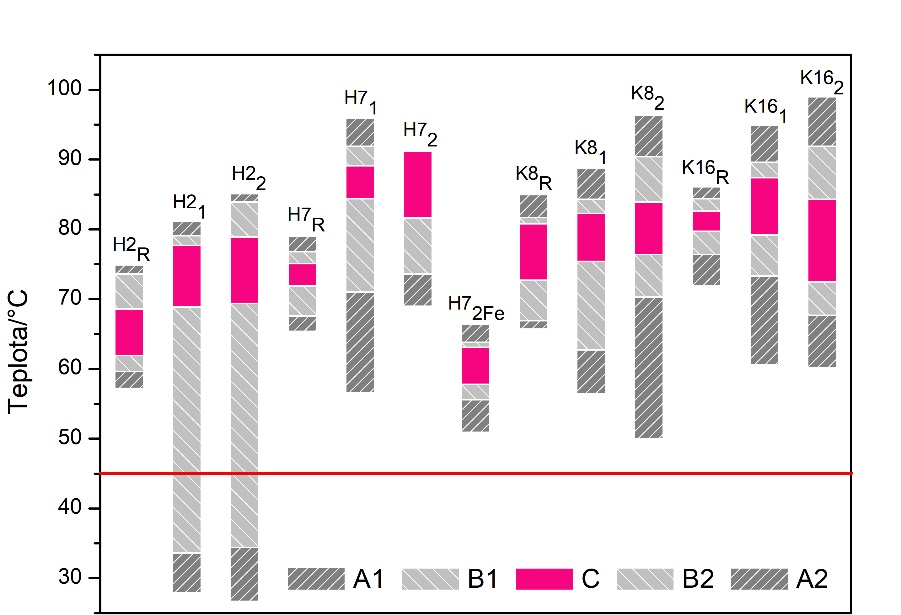 100
90
80
70
60
50
40
30
Teplota/°C
H2R
H21
H22
H7R
H71
H72
H72Fe
K8R
K81
K82
K16R
K161
K162
A1 B1 C B2 A2